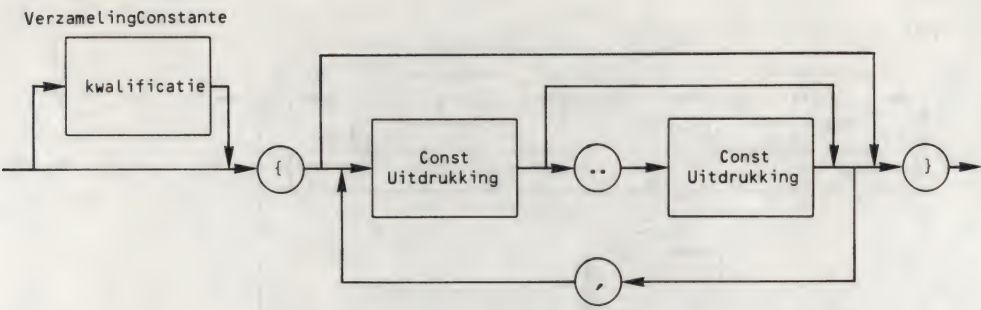 VerzamelingConstante
kwalificatie
{
Const
Uitdrukking
..
Const
Uitdrukking
}
,